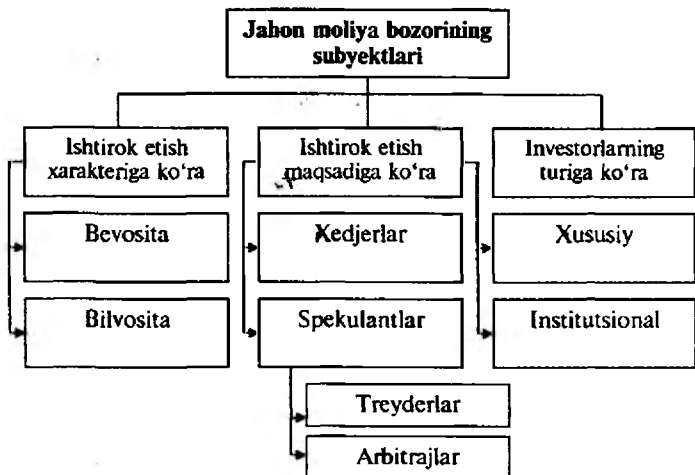 Jahon moliya bozorining
subyektlari
Ishtirok etish
xarakteriga ko‘ra
Ishtirok etish
maqsadiga ko‘ra
Investorlarning
turiga ko‘ra
Bevosita
Xedjerlar
Xususiy
Bilvosita
Spekulantlar
Institutsional
Treyderlar
Arbitrajlar